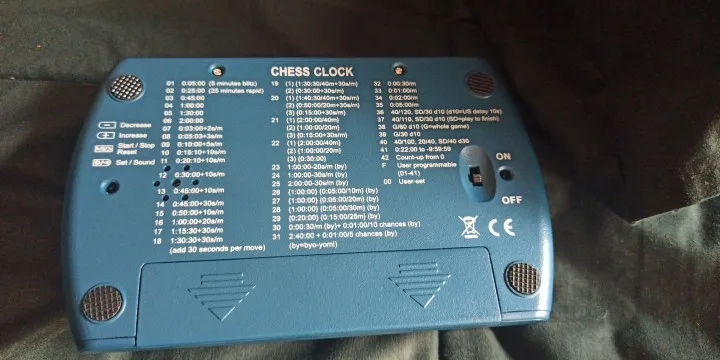 CHESS CLOCK
Decrease
Increase
Start / Stop
Reset
Set / Sound
01 0:05:00 (5 minutes blitz)
02 0:25:00 (25 minutes rapid)
03 0:45:00
04 1:00:00
05 1:30:00
06 2:00:00
07 0:03:00+2s/m
08 0:05:03+3s/m
09 0:10:00+5s/m
10 0:15:10+10s/m
11 0:20:10+10s/m
12 0:30:00+10s/m
13 0:45:00+10s/m
14 0:45:00+30s/m
15 0:50:00+10s/m
16 1:00:00+20s/m
17 1:15:30+30s/m
18 1:30:30+30s/m
(add 30 seconds per move)
19 (1) {1:30:30/40m+30s/m}
(2) {0:30:00+30s/m}
20 (1) {1:40:30/40m+30s/m}
(2) {0:50:00/20m+30s/m}
(3) {0:15:00+30s/m}
21 (1) {2:00:00/40m}
(2) {1:00:00/20m}
(3) {0:15:00+30s/m}
22 (1) {2:00:00/40m}
(2) {1:00:00/20m}
(3) {0:30:00}
23 1:00:00-20s/m (by)
24 1:00:00-30s/m (by)
25 2:00:00-30s/m (by)
26 {1:00:00} {0:05:00/10m} (by)
27 {1:00:00} {0:05:00/20m} (by)
28 {1:00:00} {0:05:00/30m} (by)
29 {0:20:00} {0:15:00/25m} (by)
30 0:00:30/m (by)+ 0:01:00/10 chances (by)
31 2:40:00 + 0:01:00/5 chances (by)
(by=byo-yomi)
32 0:00:30/m
33 0:01:00/m
34 0:02:00/m
35 0:05:00/m
36 40/120, SD/30 d10 (d10=US delay 10s)
37 40/110, SD/30 d10 (SD=play to finish)
38 G/60 d10 (G=whole game)
39 G/30 d10
40 40/100, 20/40, SD/40 d30
41 0:22:00 to -9:59:59
42 Count-up from 0
F User programmable
(01-41)
00 User-set
ON
OFF
CE